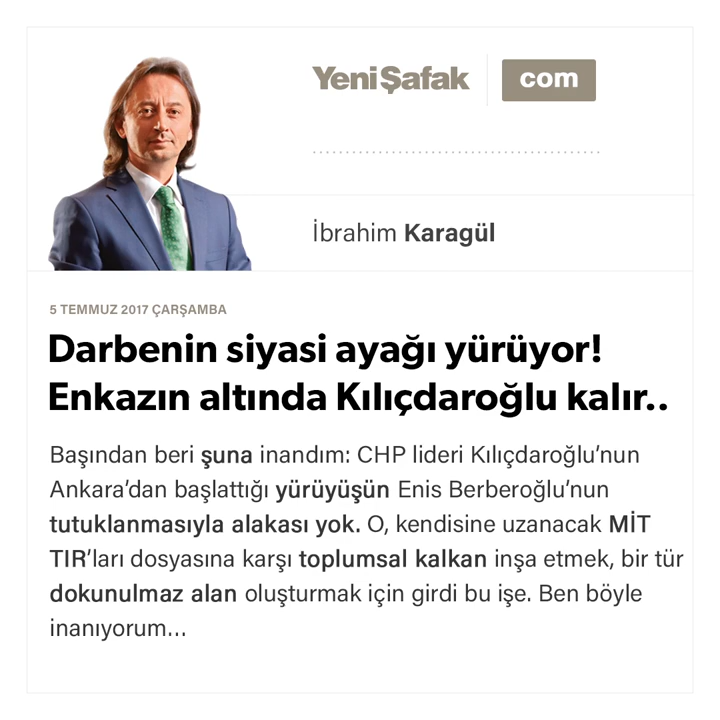 YeniŞafak com
İbrahim Karagül
5 TEMMUZ 2017 ÇARŞAMBA
Darbenin siyasi ayağı yürüyor!
Enkazın altında Kılıçdaroğlu kalır..
Başından beri şuna inandım: CHP lideri Kılıçdaroğlu’nun
Ankara’dan başlattığı yürüyüşün Enis Berberoğlu’nun
tutuklanmasıyla alakası yok. O, kendisine uzanacak MİT
TIR’ları dosyasına karşı toplumsal kalkan inşa etmek, bir tür
dokunulmaz alan oluşturmak için girdi bu işe. Ben böyle
inanıyorum…